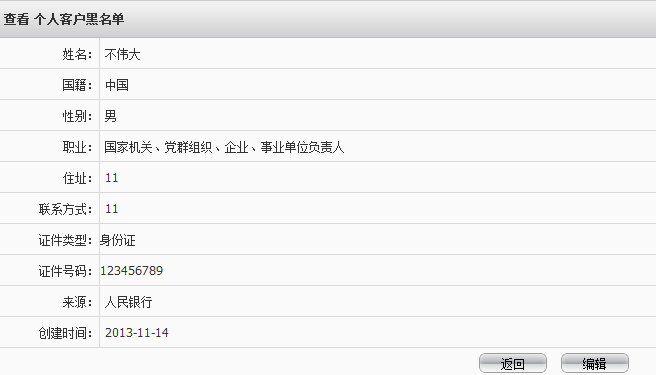 查看 个人客户黑名单
姓名： 不伟大
国籍： 中国
性别： 男
职业： 国家机关、党群组织、企业、事业单位负责人
住址： 11
联系方式： 11
证件类型： 身份证
证件号码： 123456789
来源： 人民银行
创建时间： 2013-11-14
返回 编辑